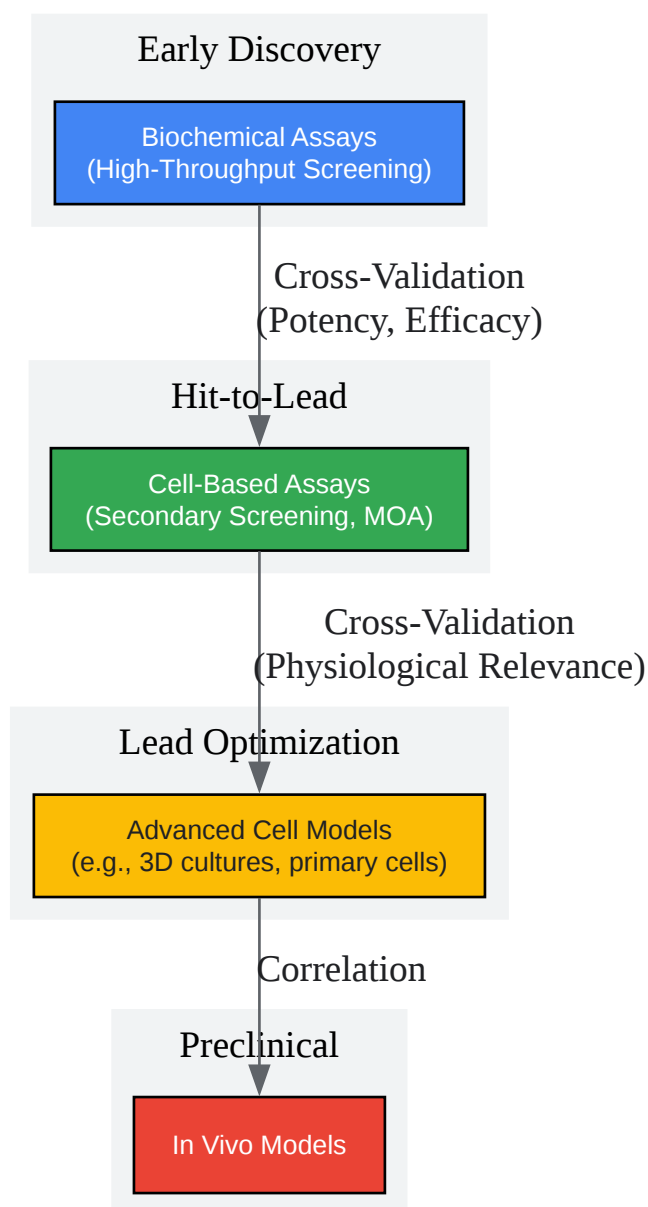 Early Discovery
Biochemical Assays
(High-Throughput Screening)
Cross-Validation
(Potency, Efficacy)
Hit-to-Lead
Cell-Based Assays
(Secondary Screening, MOA)
Cross-Validation
(Physiological Relevance)
Lead Optimization
Advanced Cell Models
(e.g., 3D cultures, primary cells)
Correlation
Preclinical
In Vivo Models